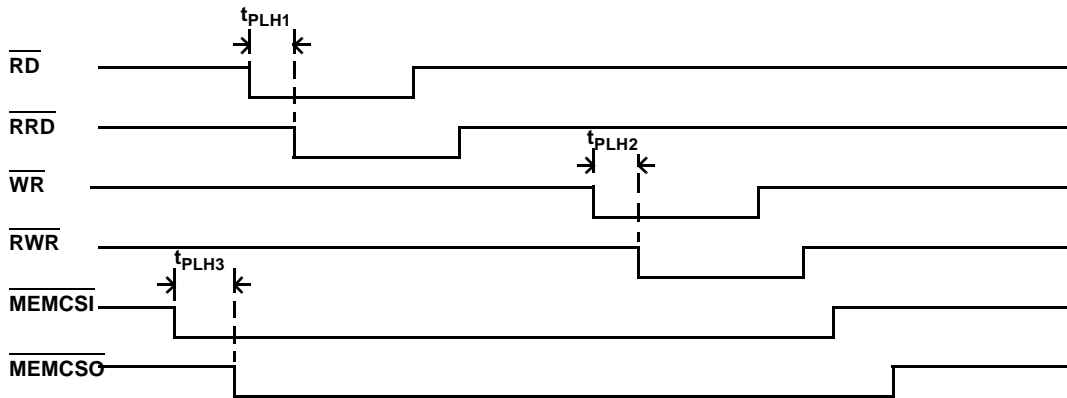 tPLH1
RD
RRD
tPLH2
WR
RWR
tPLH3
MEMCSI
MEMCSO